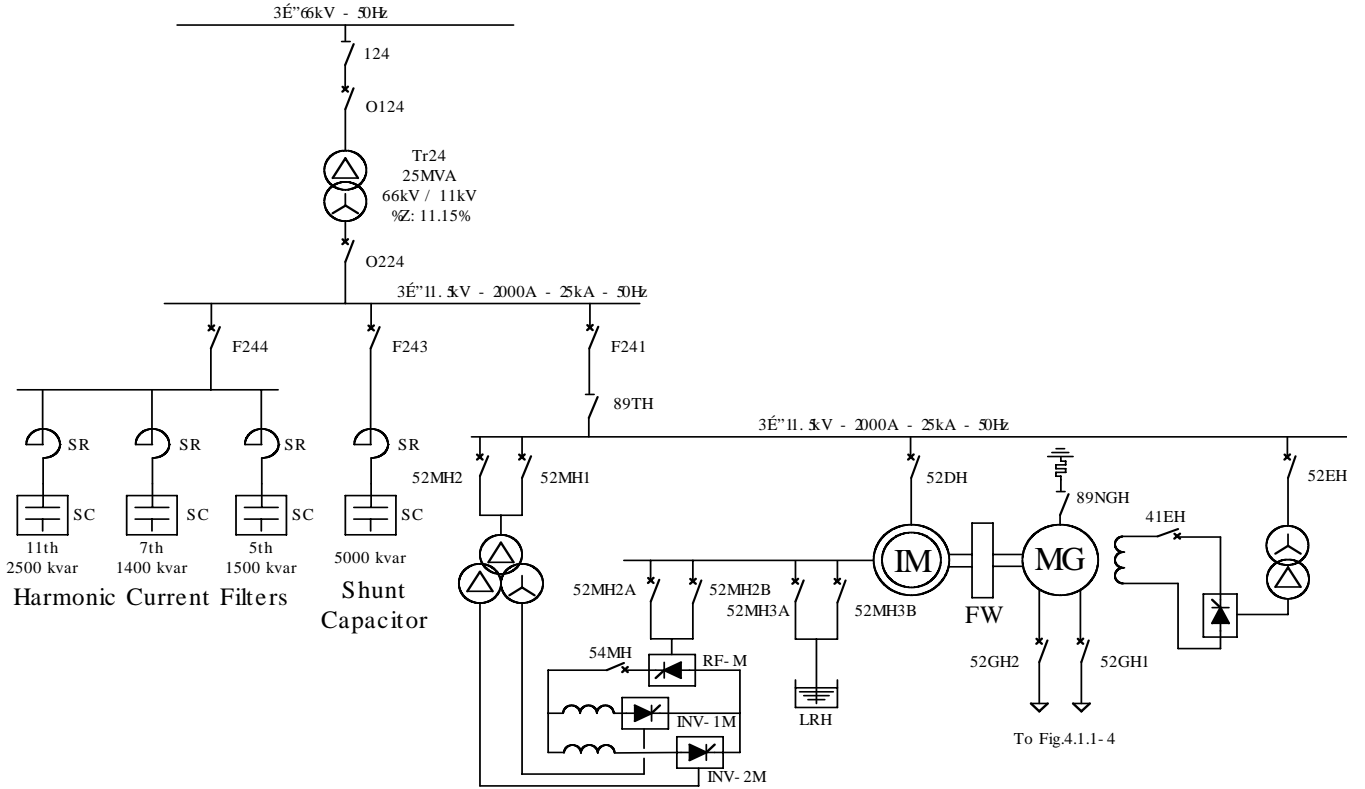 3É"66kV - 50Hz
124
O124
Tr24
25MVA
66kV / 11kV
%Z: 11.15%
O224
3É"11.5kV - 2000A - 25kA - 50Hz
F244
F243
F241
89TH
3É"11.5kV - 2000A - 25kA - 50Hz
SR
SR
SR
SR
52MH2
52MH1
52DH
89NGH
52EH
41EH
SC
SC
SC
SC
11th
2500 kvar
7th
1400 kvar
5th
1500 kvar
5000 kvar
Harmonic Current Filters
Shunt
Capacitor
IM
MG
FW
52MH2A
52MH2B
52MH3A
52MH3B
52GH2
52GH1
54MH
RF-M
INV-1M
INV-2M
LRH
To Fig.4.1.1-4